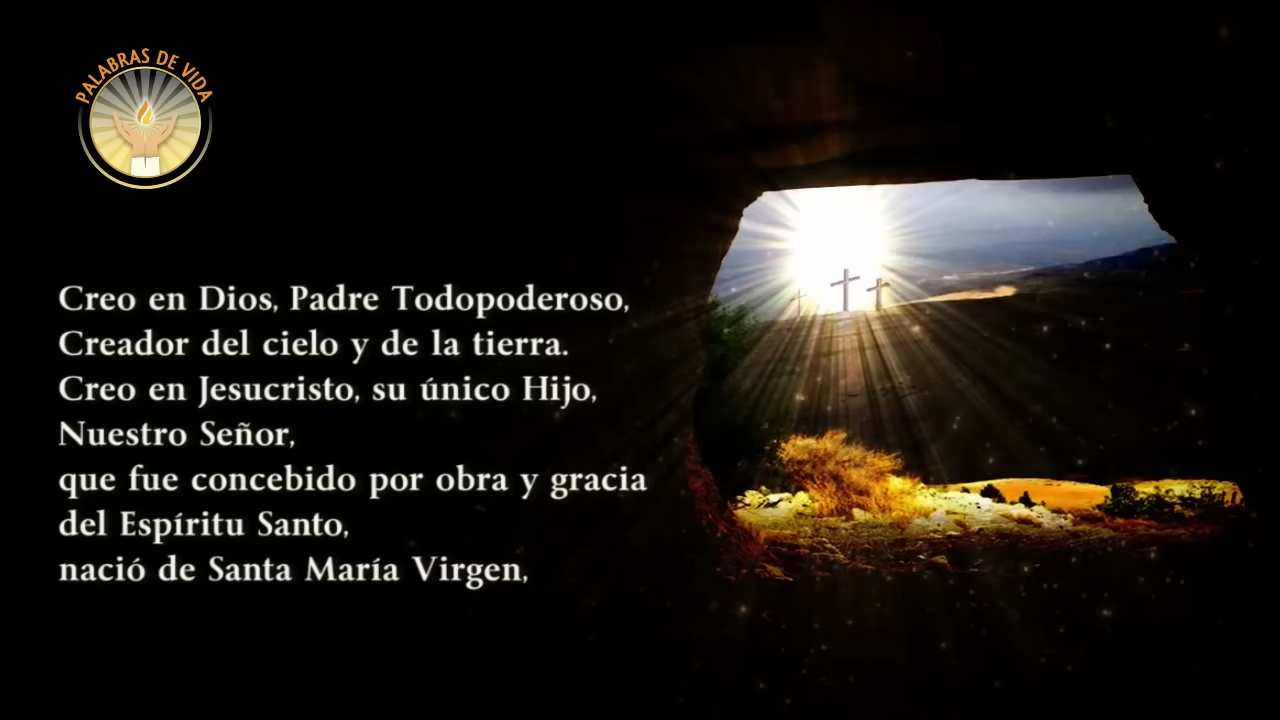 PALABRAS DE VIDA
Creo en Dios, Padre Todopoderoso,
Creador del cielo y de la tierra.
Creo en Jesucristo, su único Hijo,
Nuestro Señor,
que fue concebido por obra y gracia
del Espíritu Santo,
nació de Santa María Virgen,